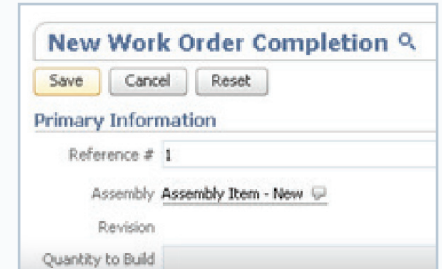 New Work Order Completion
Save Cancel Reset
Primary Information
Reference # 1
Assembly Assembly Item - New
Revision
Quantity to Build